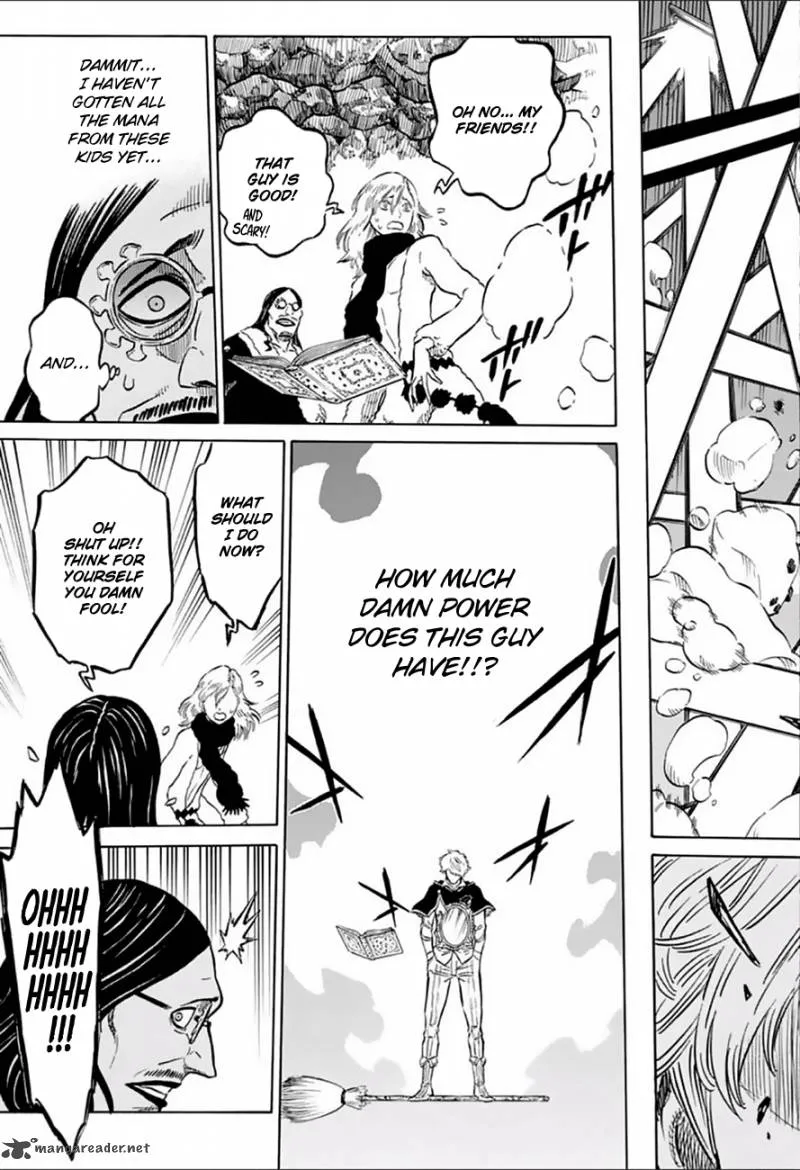 OH NO... MY
FRIENDS!!
THAT
GUY IS
GOOD!
AND
SCARY!
DAMMIT...
I HAVEN'T
GOTTEN ALL
THE MANA
FROM THESE
KIDS YET...
AND...
HOW MUCH
DAMN POWER
DOES THIS GUY
HAVE!!?
WHAT
SHOULD I
DO
NOW?
OH
SHUT UP!!
THINK FOR
YOURSELF
YOU DAMN
FOOL!
OHHH
HHHH
HHHH
!!!
mangareader.net